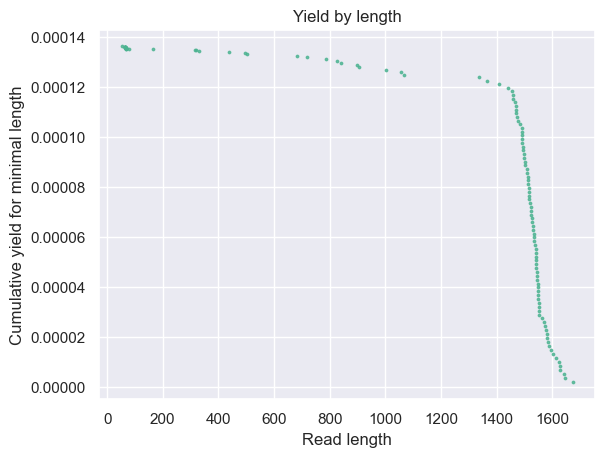 Yield by length
0.00014
0.00012
0.00010
0.00008
0.00006
0.00004
0.00002
0.00000
Cumulative yield for minimal length
0 200 400 600 800 1000 1200 1400 1600
Read length